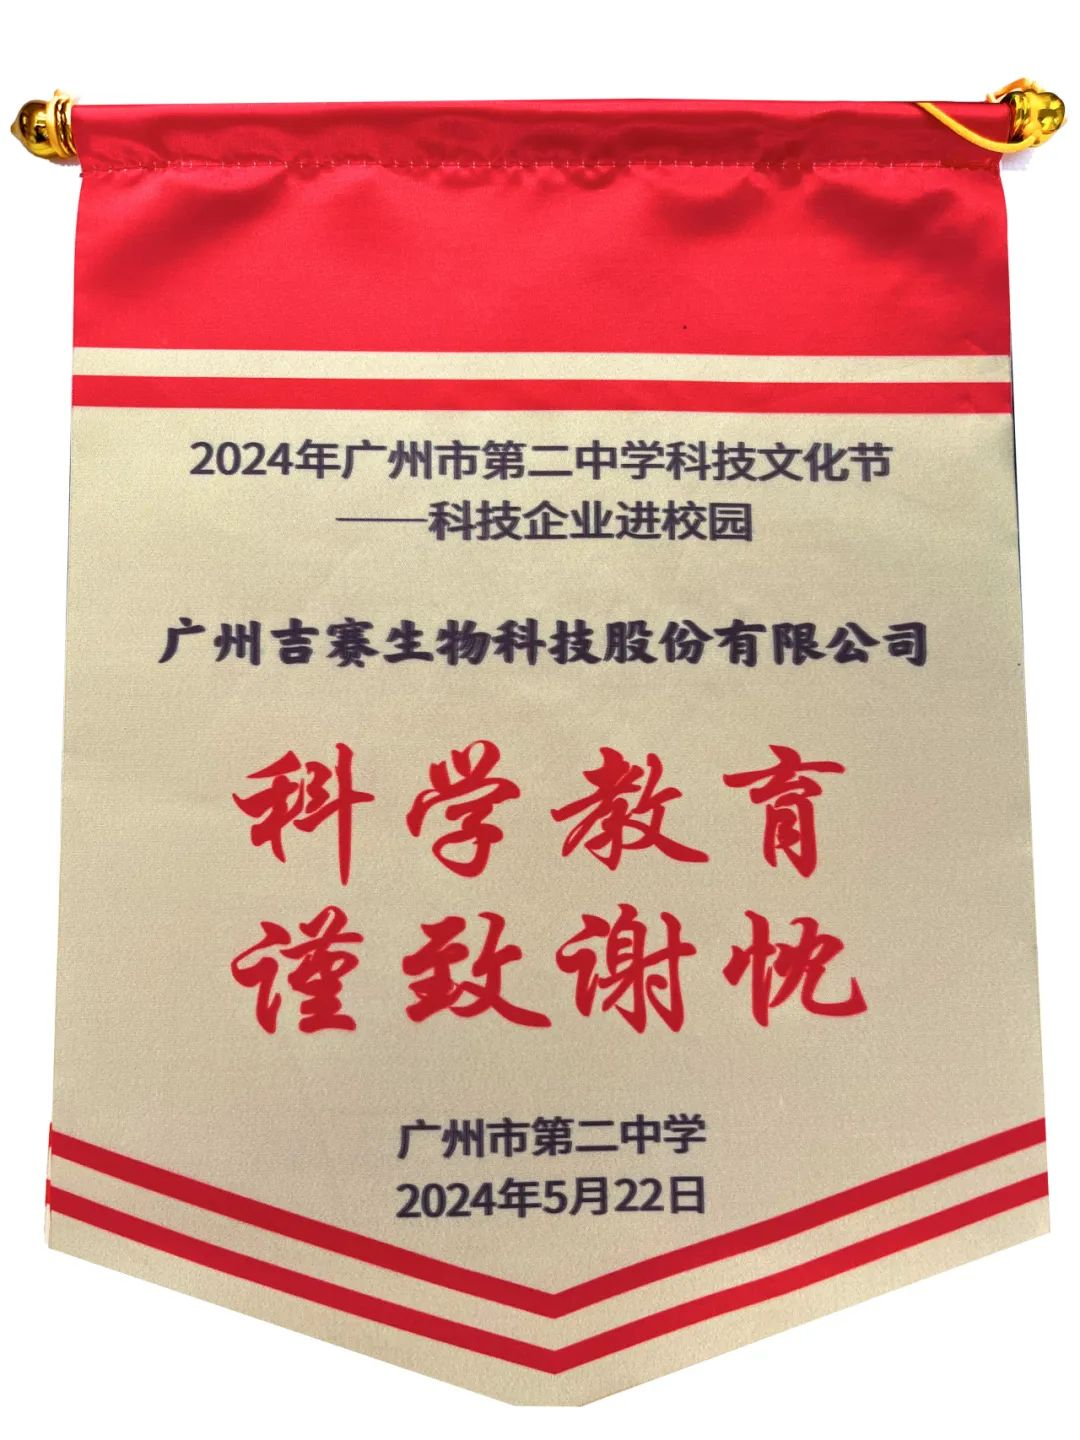 2024年广州市第二中学科技文化节
——科技企业进校园
广州吉赛生物科技股份有限公司
科学教育
谨致谢忱
广州市第二中学
2024年5月22日